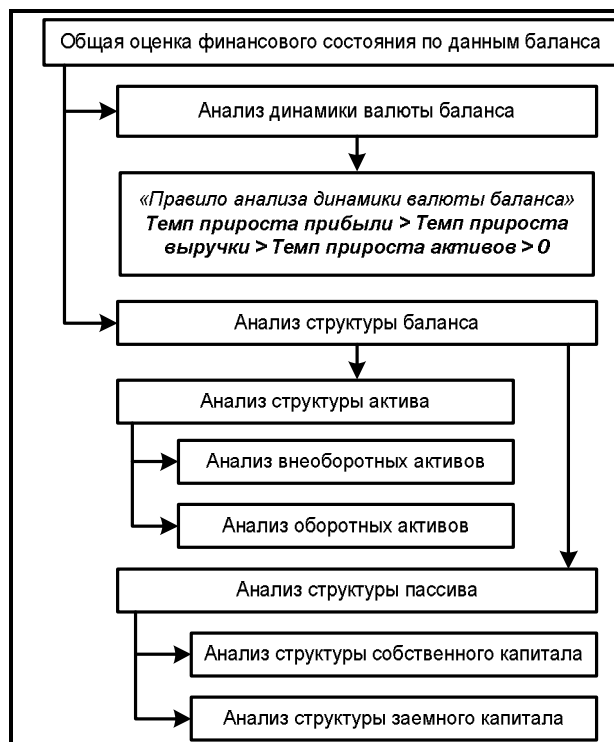 Общая оценка финансового состояния по данным баланса
Анализ динамики валюты баланса
«Правило анализа динамики валюты баланса»
Темп прироста прибыли > Темп прироста
выручки > Темп прироста активов > 0
Анализ структуры баланса
Анализ структуры актива
Анализ внеоборотных активов
Анализ оборотных активов
Анализ структуры пассива
Анализ структуры собственного капитала
Анализ структуры заемного капитала